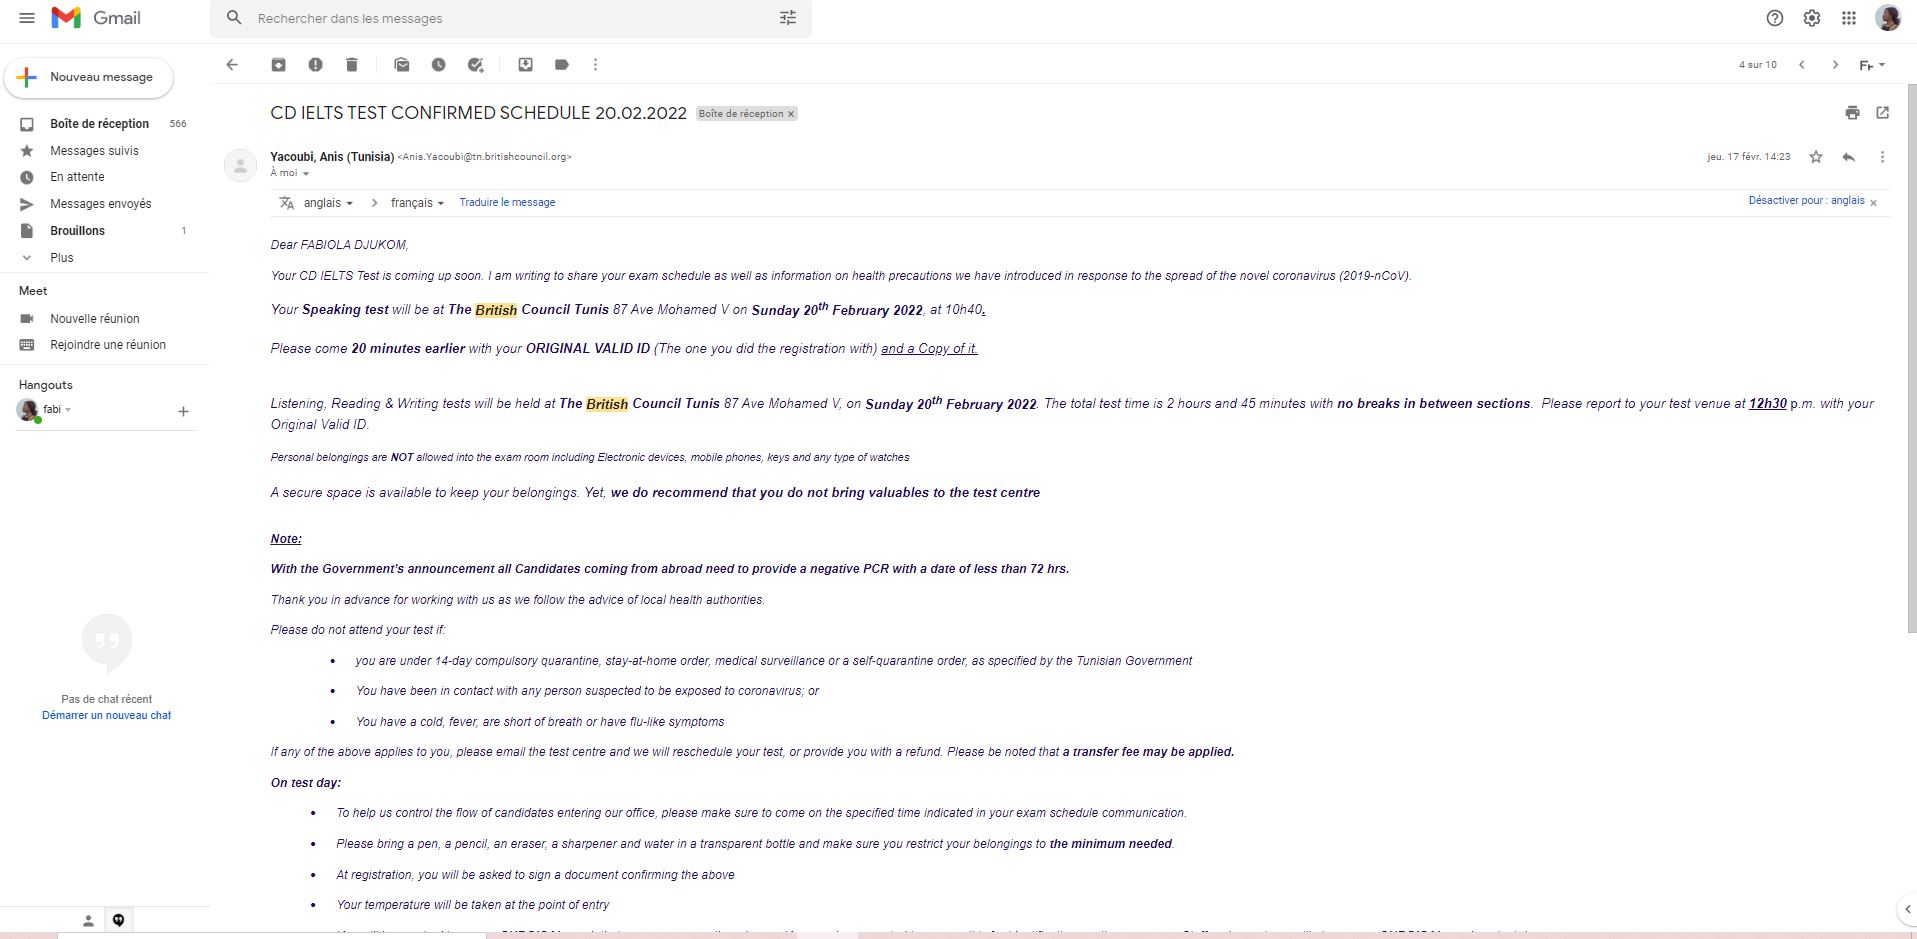 Gmail
Rechercher dans les messages
Nouveau message
4 sur 10
Boîte de réception 566
Messages suivis
En attente
Messages envoyés
Brouillons 1
Plus
Meet
Nouvelle réunion
Rejoindre une réunion
Hangouts
fabi
Pas de chat récent
Démarrer un nouveau chat
CD IELTS TEST CONFIRMED SCHEDULE 20.02.2022 Boîte de réception x
Yacoubi, Anis (Tunisia) <Anis.Yacoubi@tn.britishcouncil.org> jeu. 17 févr. 14:23
À moi
anglais > français Traduire le message Désactiver pour : anglais x
Dear FABIOLA DJUKOM,
Your CD IELTS Test is coming up soon. I am writing to share your exam schedule as well as information on health precautions we have introduced in response to the spread of the novel coronavirus (2019-nCoV).
Your Speaking test will be at The British Council Tunis 87 Ave Mohamed V on Sunday 20th February 2022, at 10h40.
Please come 20 minutes earlier with your ORIGINAL VALID ID (The one you did the registration with) and a Copy of it.
Listening, Reading & Writing tests will be held at The British Council Tunis 87 Ave Mohamed V, on Sunday 20th February 2022. The total test time is 2 hours and 45 minutes with no breaks in between sections. Please report to your test venue at 12h30 p.m. with your
Original Valid ID.
Personal belongings are NOT allowed into the exam room including Electronic devices, mobile phones, keys and any type of watches
A secure space is available to keep your belongings. Yet, we do recommend that you do not bring valuables to the test centre
Note:
With the Government's announcement all Candidates coming from abroad need to provide a negative PCR with a date of less than 72 hrs.
Thank you in advance for working with us as we follow the advice of local health authorities.
Please do not attend your test if:
• you are under 14-day compulsory quarantine, stay-at-home order, medical surveillance or a self-quarantine order, as specified by the Tunisian Government
• You have been in contact with any person suspected to be exposed to coronavirus; or
• You have a cold, fever, are short of breath or have flu-like symptoms
If any of the above applies to you, please email the test centre and we will reschedule your test, or provide you with a refund. Please be noted that a transfer fee may be applied.
On test day:
• To help us control the flow of candidates entering our office, please make sure to come on the specified time indicated in your exam schedule communication.
• Please bring a pen, a pencil, an eraser, a sharpener and water in a transparent bottle and make sure you restrict your belongings to the minimum needed.
• At registration, you will be asked to sign a document confirming the above
• Your temperature will be taken at the point of entry